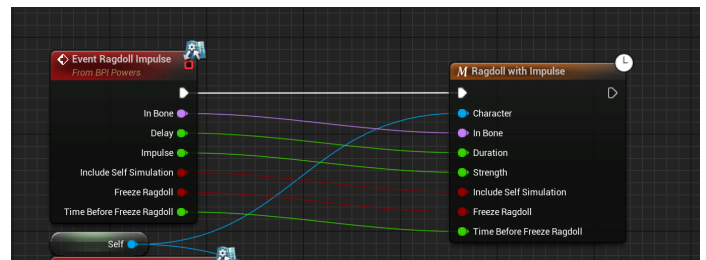 Event Ragdoll Impulse
From BPI Powers
In Bone
Delay
Impulse
Include Self Simulation
Freeze Ragdoll
Time Before Freeze Ragdoll
Self
M Ragdoll with Impulse
Character
In Bone
Duration
Strength
Include Self Simulation
Freeze Ragdoll
Time Before Freeze Ragdoll